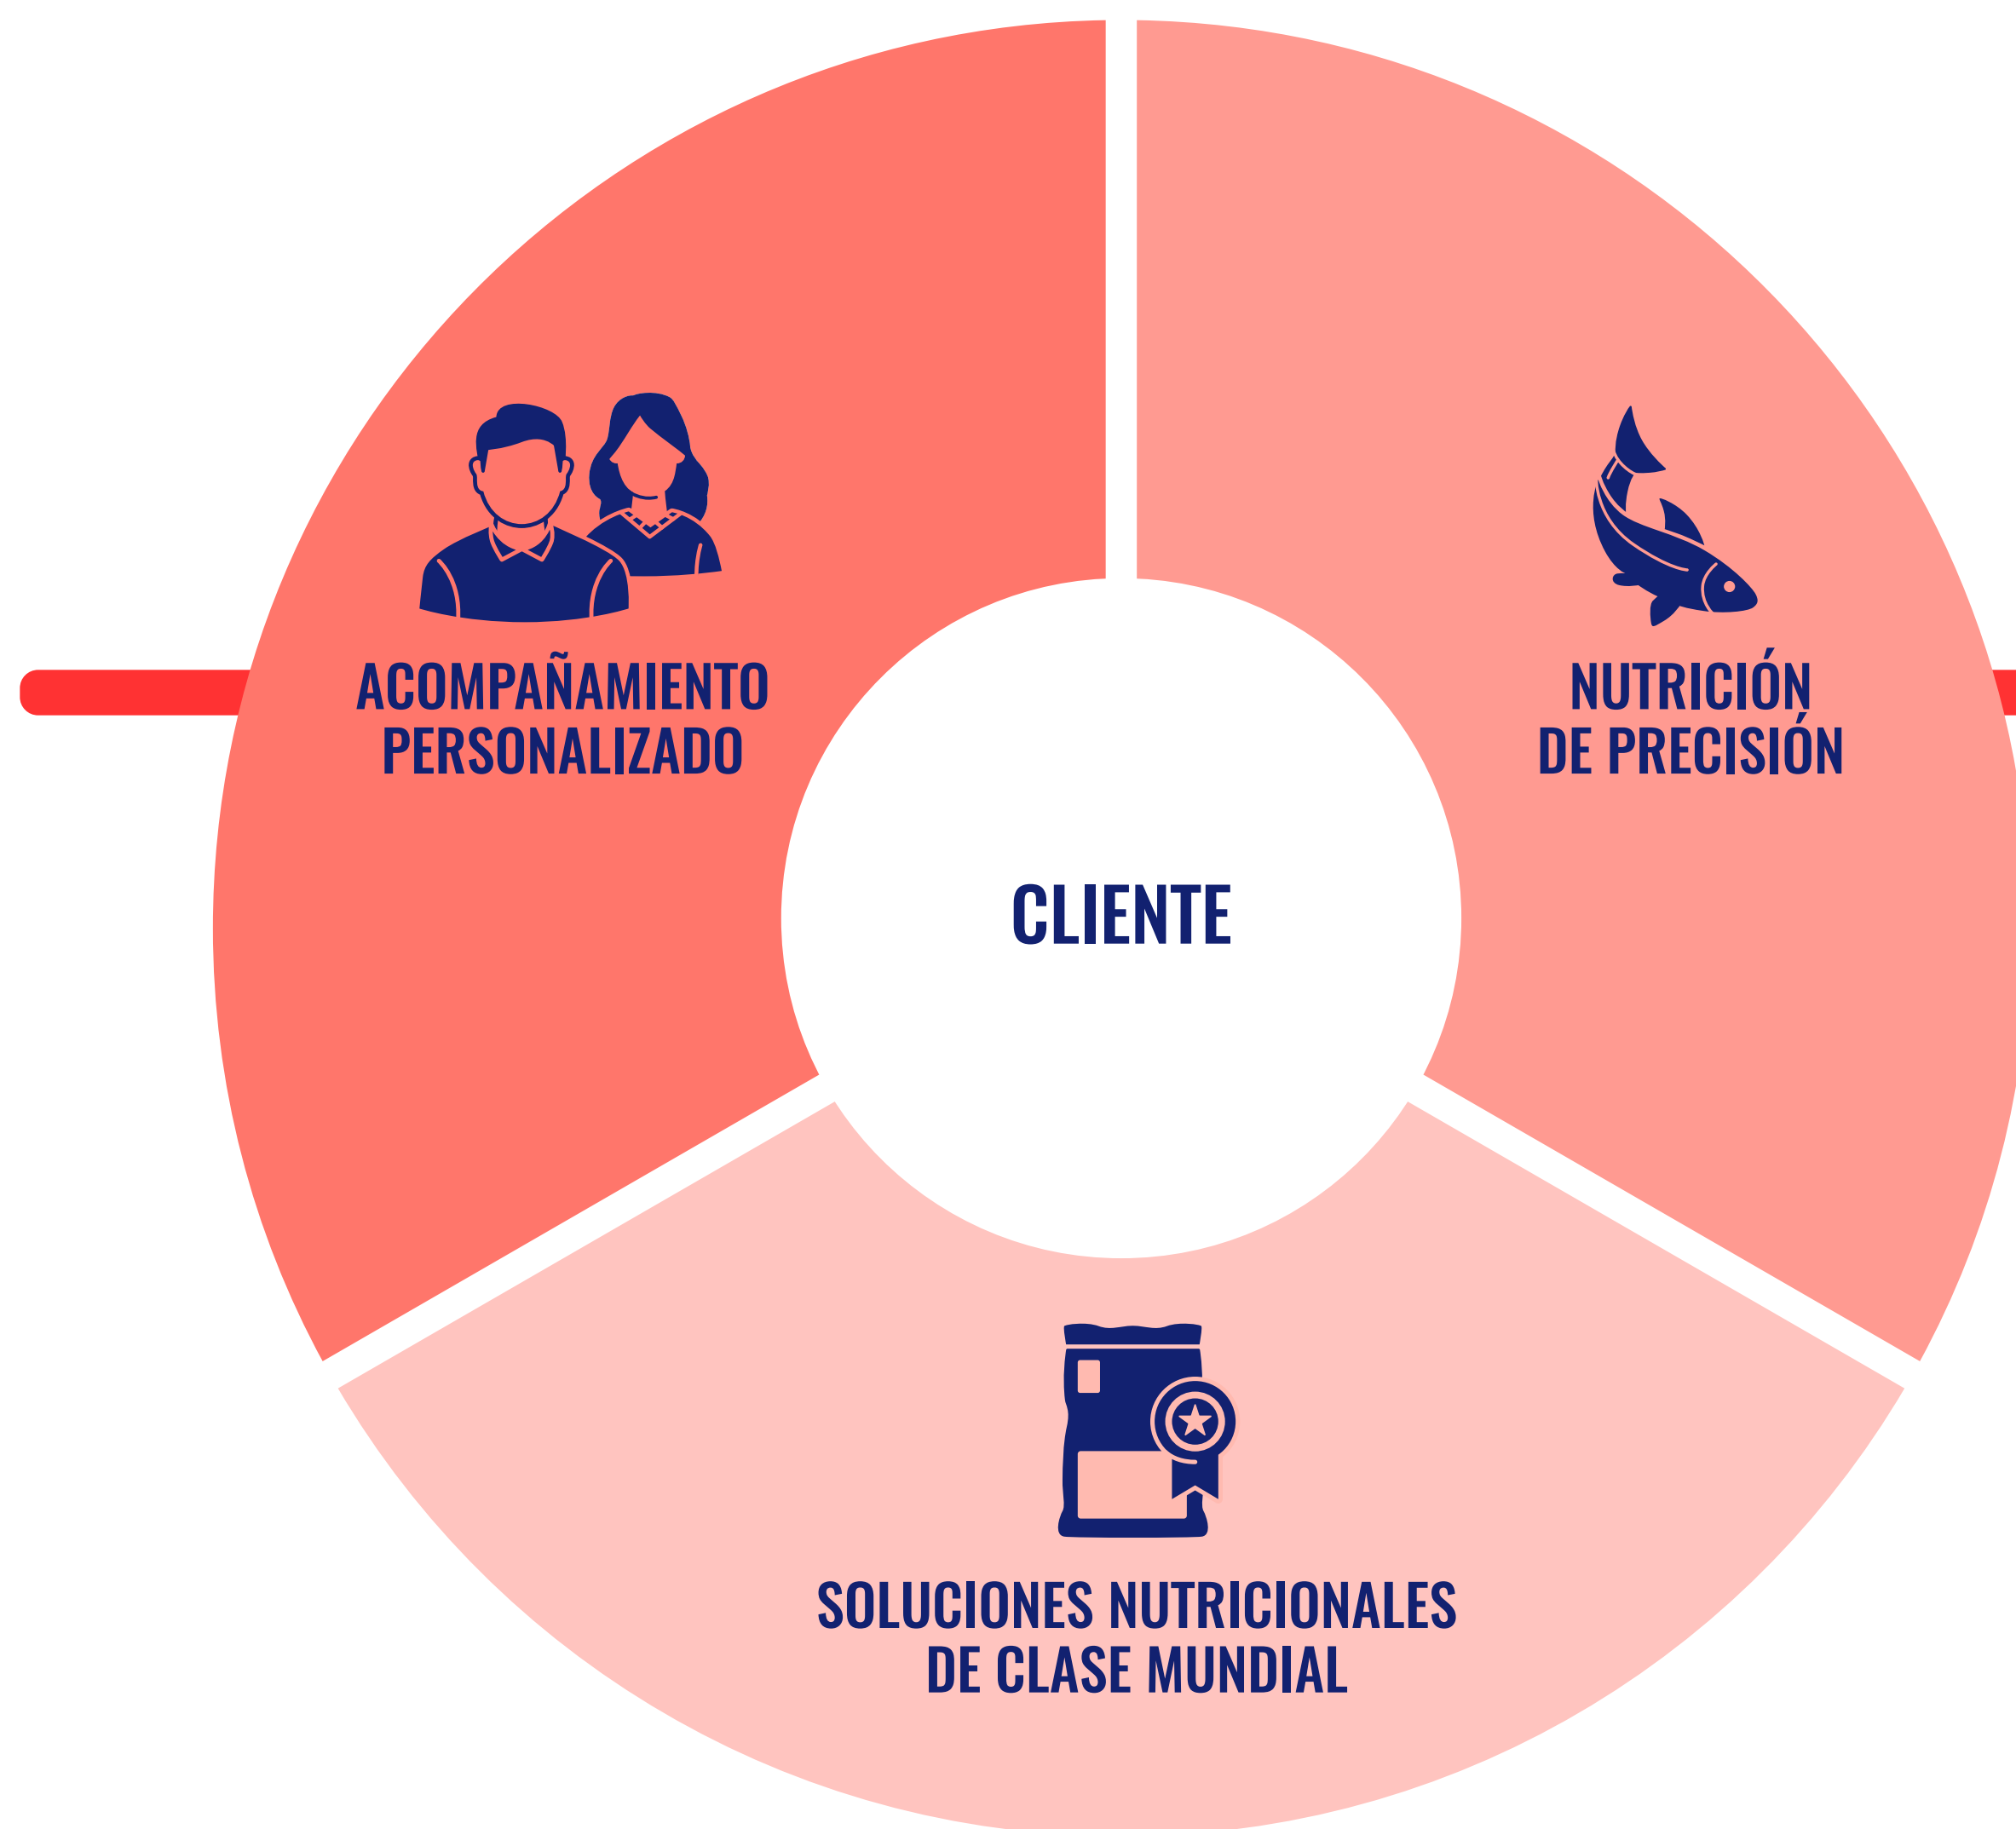 ACOMPAÑAMIENTO
PERSONALIZADO
NUTRICIÓN
DE PRECISIÓN
CLIENTE
SOLUCIONES NUTRICIONALES
DE CLASE MUNDIAL